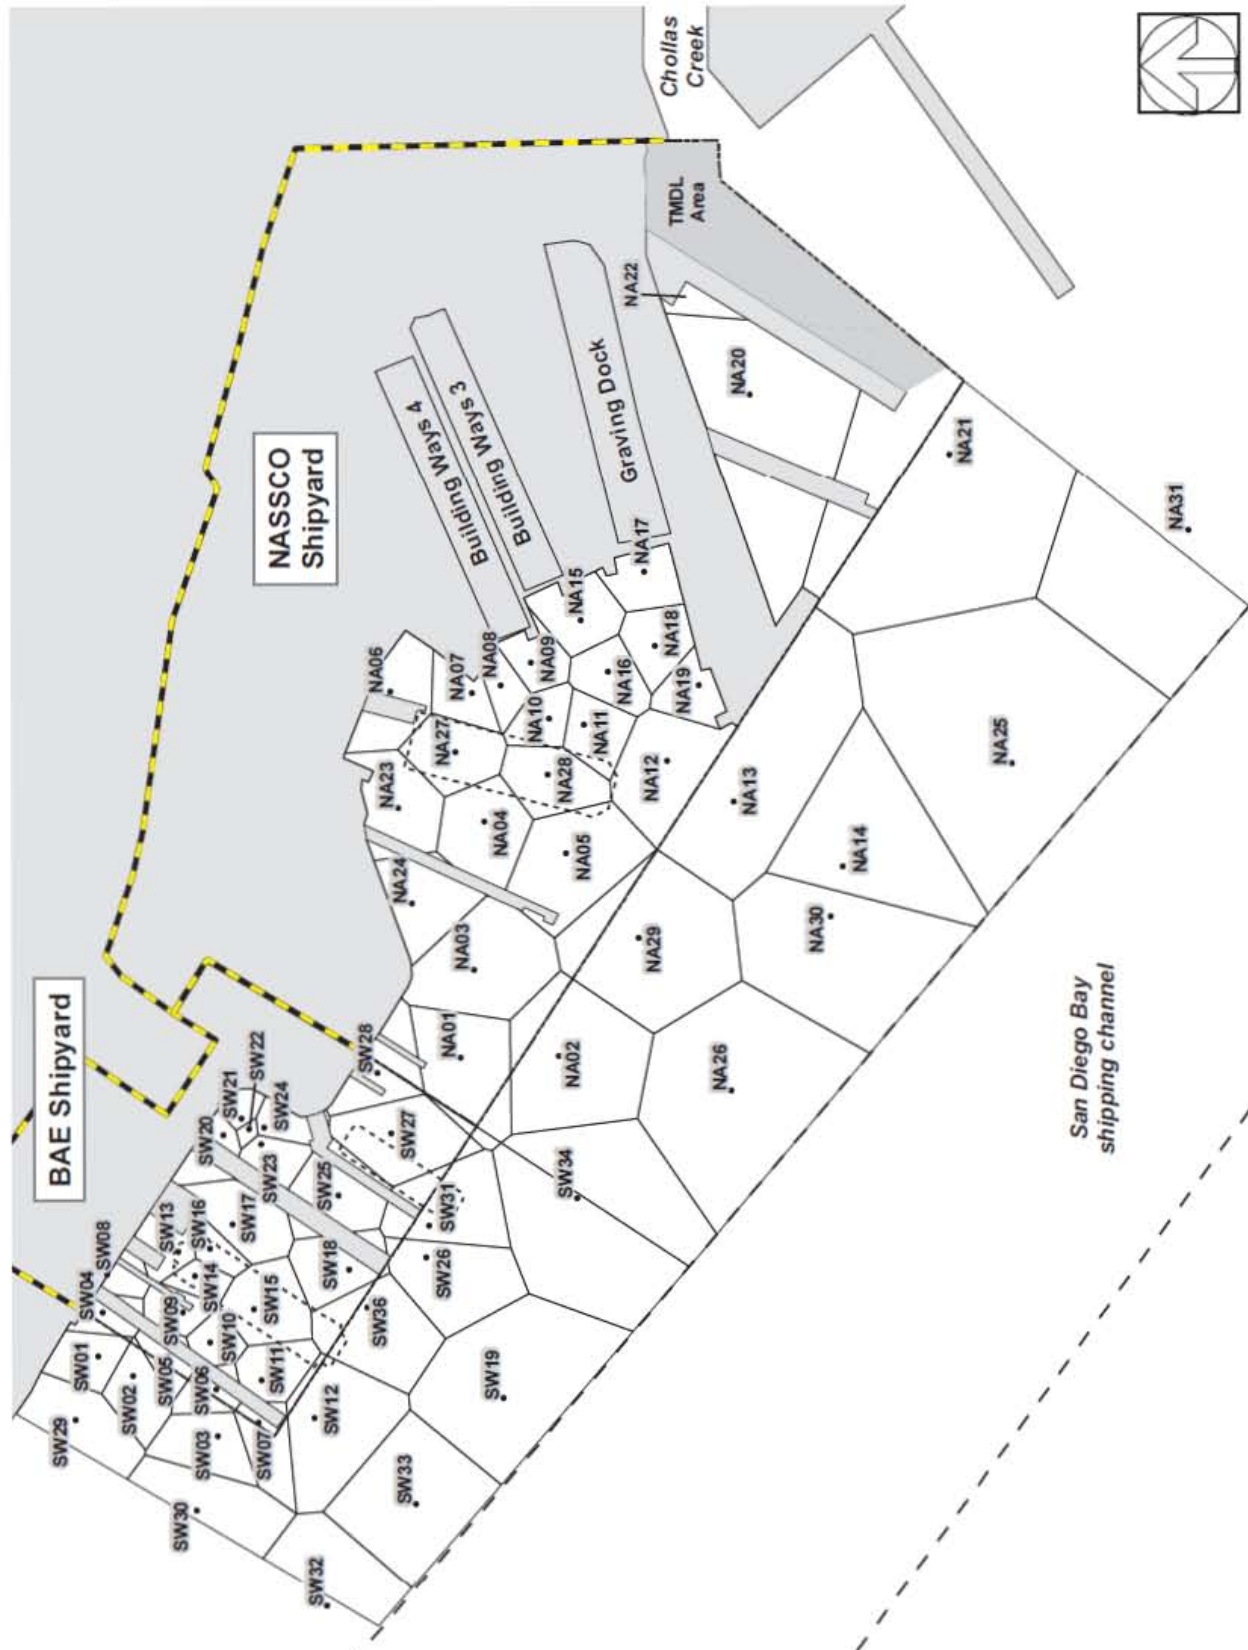 Chollas
Creek
TMDL
Area
NA22
NA20
NA21
NA31
NASSCO
Shipyard
Building Ways 4
Building Ways 3
Graving Dock
NA17
NA15
NA18
NA19
NA16
NA09
NA08
NA07
NA06
NA10
NA11
NA12
NA27
NA28
NA23
NA04
NA05
NA24
NA03
NA13
NA14
NA25
NA29
NA30
NA01
NA02
NA26
San Diego Bay
shipping channel
BAE Shipyard
SW28
SW22
SW21
SW24
SW20
SW23
SW27
SW25
SW31
SW34
SW08
SW13
SW16
SW17
SW18
SW26
SW04
SW14
SW09
SW15
SW36
SW10
SW01
SW05
SW11
SW02
SW06
SW12
SW19
SW29
SW03
SW07
SW33
SW30
SW32